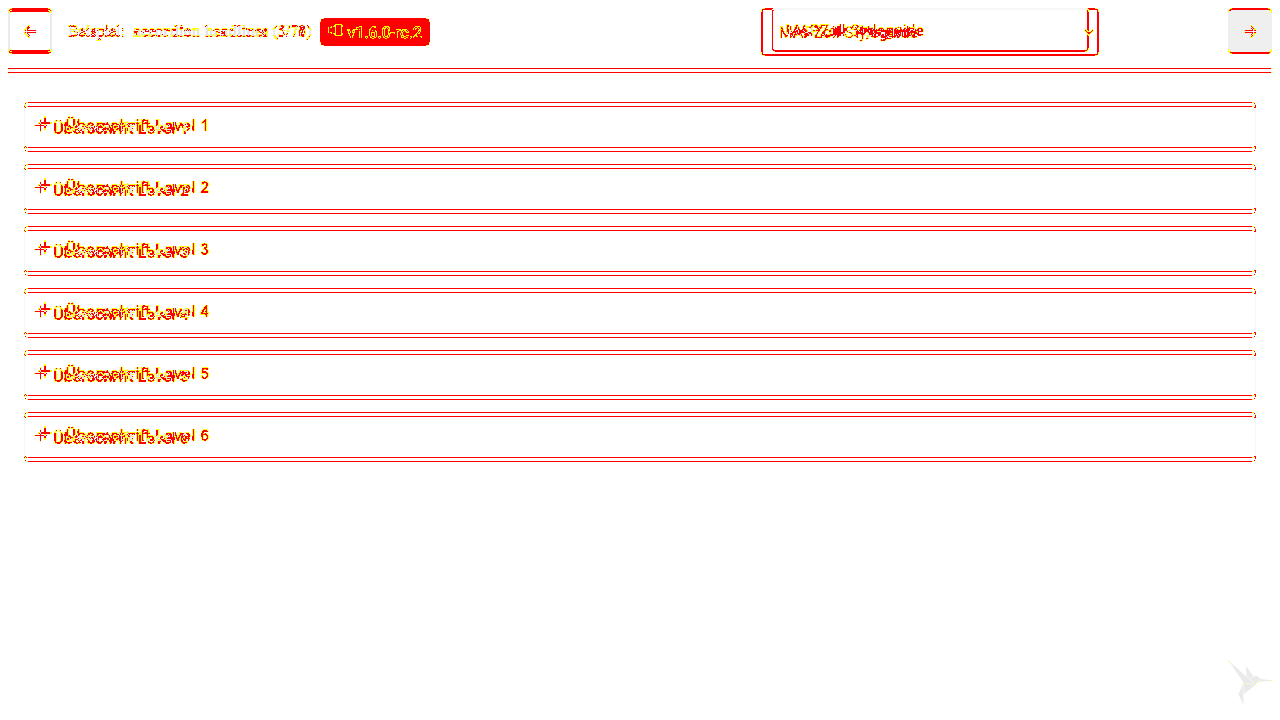 Beispiel: accordion headlines (3/78) v1.6.0-rc.2
Überschrift Level 1
Überschrift Level 2
Überschrift Level 3
Überschrift Level 4
Überschrift Level 5
Überschrift Level 6